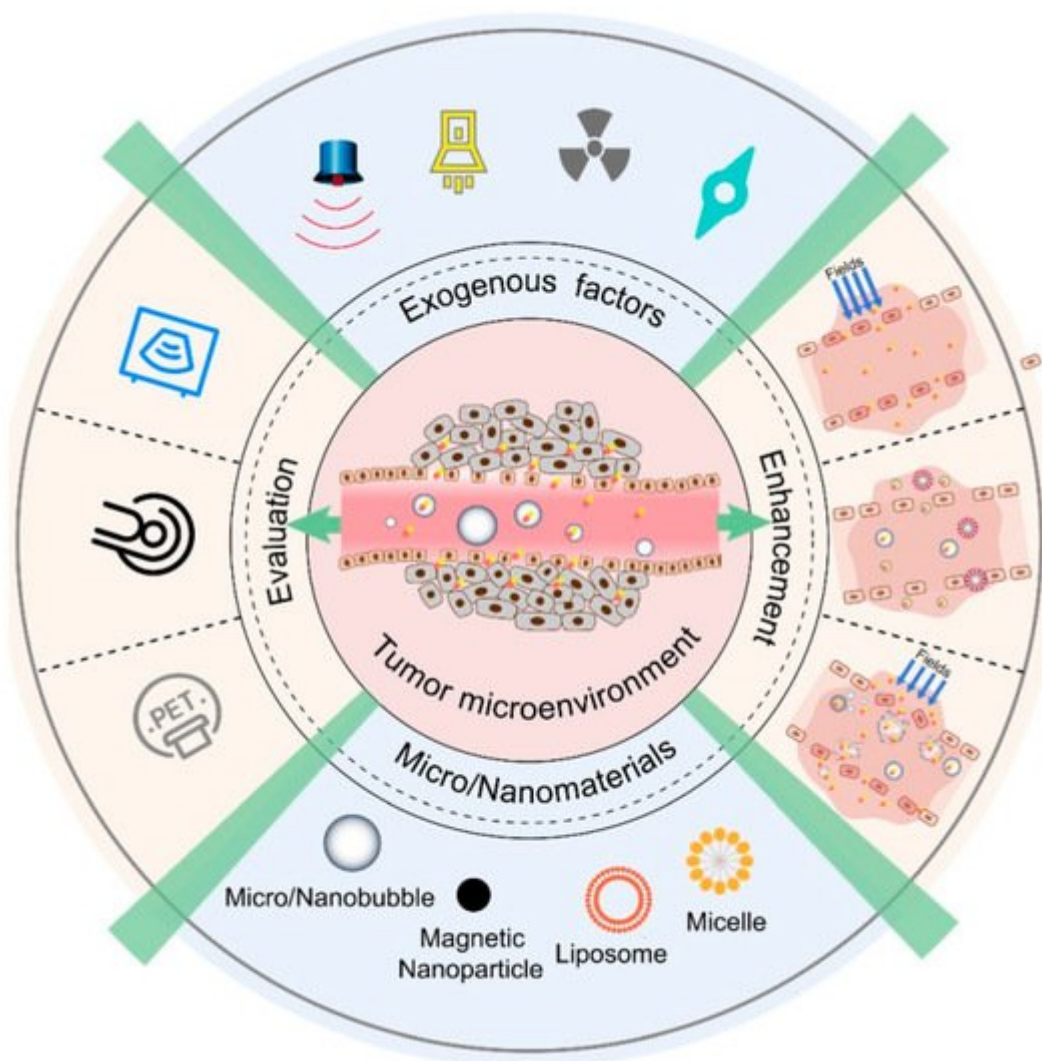 Exogenous factors
Fields
Evaluation
Enhancement
Tumor microenvironment
Fields
.PET.
Micro/Nanomaterials
Micro/Nanobubble
Magnetic
Nanoparticle
Liposome
Micelle